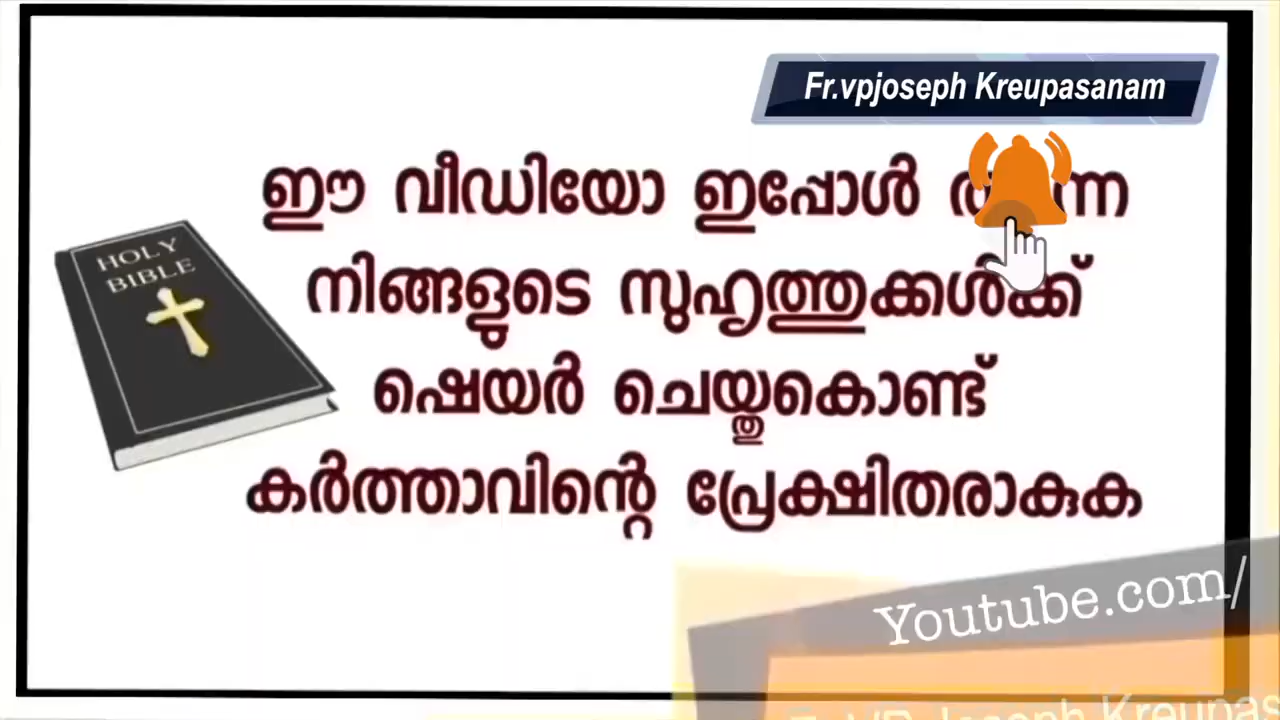 Fr.vpjoseph Kreupasanam
ഈ വീഡിയോ ഇപ്പോൾ
നിങ്ങളുടെ സുഹൃത്തുക്കൾക്ക്
ഷെയർ ചെയ്തുകൊണ്ട്
കർത്താവിന്റെ പ്രേക്ഷിതരാകുക
HOLY
BIBLE
Youtube.com/